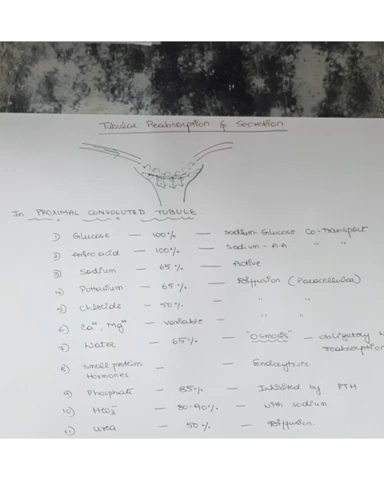 Tubular Reabsorption & Secretion
In PROXIMAL CONVOLUTED TUBULE
1) Glucose — 100% — Sodium-Glucose Co-Transport
2) Amino acid — 100% — Sodium - A.A. " "
3) Sodium — 65% — Active
4) Potassium — 65% — Diffusion (Paracellular)
5) Chloride — 50% — " "
6) Ca⁺⁺, Mg⁺⁺ — variable — " "
7) Water — 65% — "Osmosis" — obligatory
reabsorption
8) Small proteins — — Endocytosis
Hormones
9) Phosphate — 85% — Inhibited by PTH
10) HCO₃⁻ — 80-90% — with sodium
11) Urea — 50% — Diffusion.